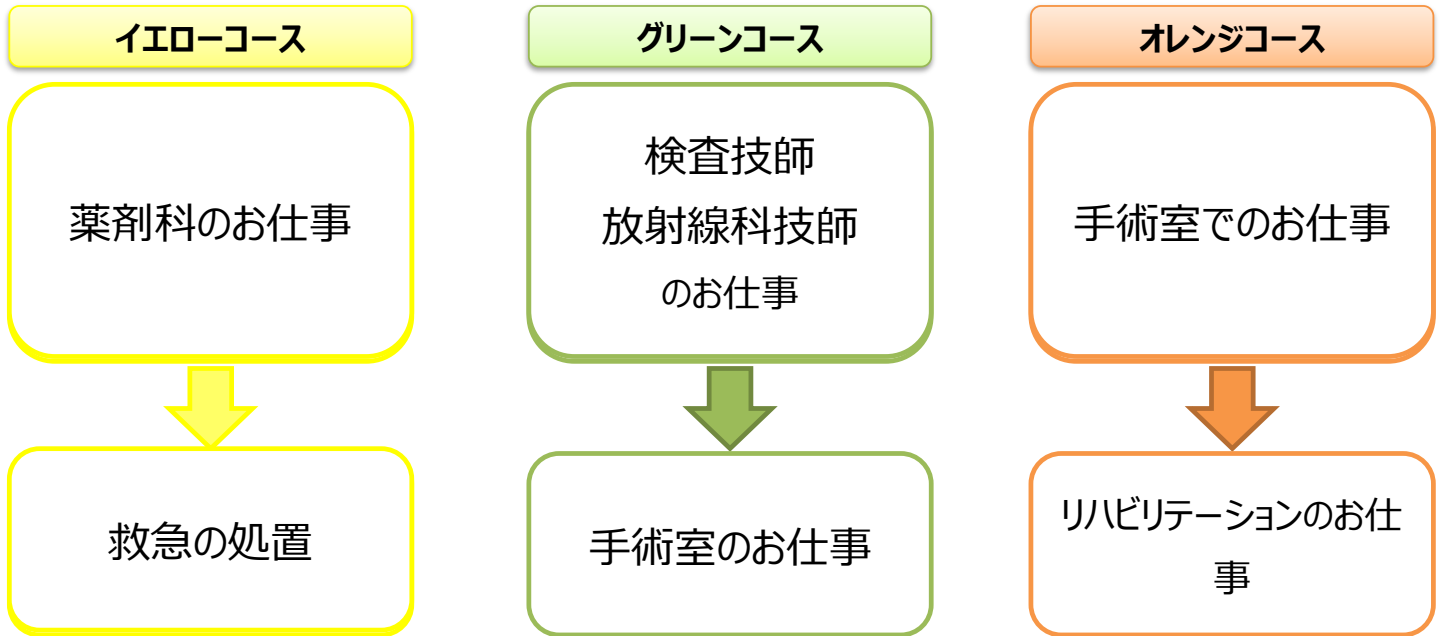 イエローコース
グリーンコース
オレンジコース
薬剤科のお仕事
検査技師
放射線科技師
のお仕事
手術室でのお仕事
救急の処置
手術室のお仕事
リハビリテーションのお仕
事